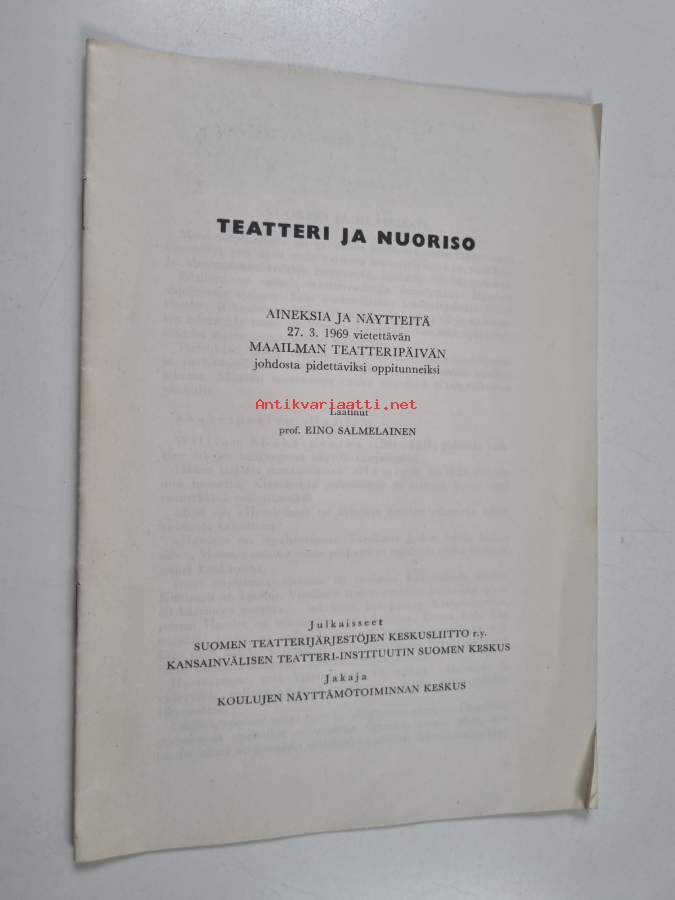 TEATTERI JA NUORISO
AINEKSIA JA NÄYTTEITÄ
27. 3. 1969 vietettävän
MAAILMAN TEATTERIPÄIVÄN
johdosta pidettäviksi oppitunneiksi
Antikvariaatti.net
Laatinut
prof. EINO SALMELAINEN
Julkaisseet
SUOMEN TEATTERIJÄRJESTÖJEN KESKUSLIITTO r.y.
KANSAINVÄLISEN TEATTERI-INSTITUUTIN SUOMEN KESKUS
Jakaja
KOULUJEN NÄYTTÄMÖTOIMINNAN KESKUS